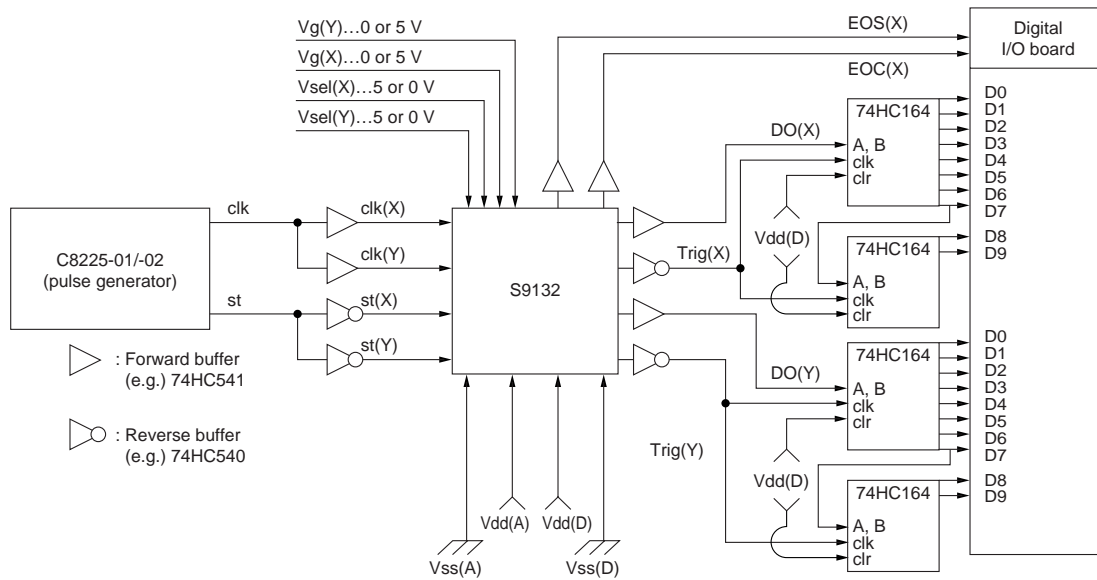 Vg(Y)...0 or 5 V
Vg(X)...0 or 5 V
Vsel(X)...5 or 0 V
Vsel(Y)...5 or 0 V
EOS(X)
EOC(X)
Digital
I/O board
C8225-01/-02
(pulse generator)
clk
st
clk(X)
clk(Y)
st(X)
st(Y)
S9132
DO(X)
Trig(X)
DO(Y)
Trig(Y)
74HC164
A, B
clk
clr
Vdd(D)
74HC164
A, B
clk
clr
D0
D1
D2
D3
D4
D5
D6
D7
D8
D9
74HC164
A, B
clk
clr
Vdd(D)
74HC164
A, B
clk
clr
D0
D1
D2
D3
D4
D5
D6
D7
D8
D9
: Forward buffer
(e.g.) 74HC541
: Reverse buffer
(e.g.) 74HC540
Vdd(A)
Vdd(D)
Vss(A)
Vss(D)